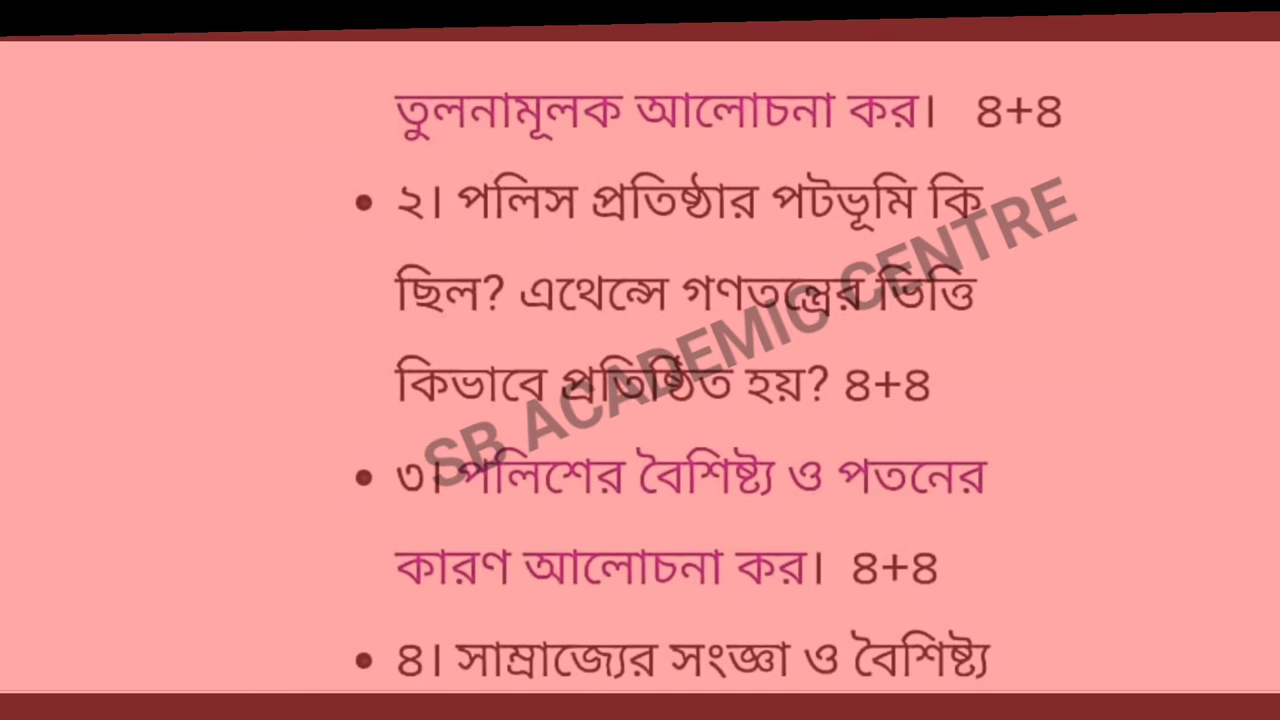 তুলনামূলক আলোচনা কর। ৪+৪
• ২। পলিস প্রতিষ্ঠার পটভূমি কি
ছিল? এথেন্সে গণতন্ত্রের ভিত্তি
কিভাবে প্রতিষ্ঠিত হয়? ৪+৪
SB ACADEMIC CENTRE
• ৩। পলিশের বৈশিষ্ট্য ও পতনের
কারণ আলোচনা কর। ৪+৪
• ৪। সাম্রাজ্যের সংজ্ঞা ও বৈশিষ্ট্য